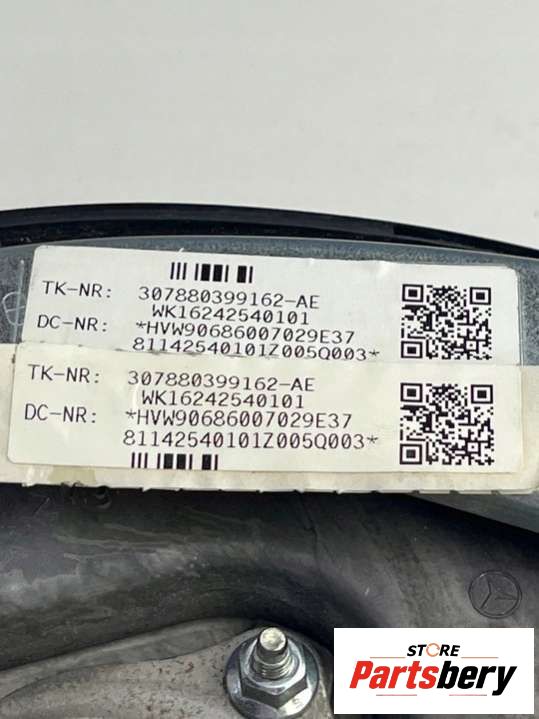 TK-NR: 307880399162-AE
WK16242540101
DC-NR: *HVW90686007029E37
81142540101Z005Q003*
TK-NR: 307880399162-AE
WK16242540101
DC-NR: *HVW90686007029E37
81142540101Z005Q003*
STORE
Partsbery